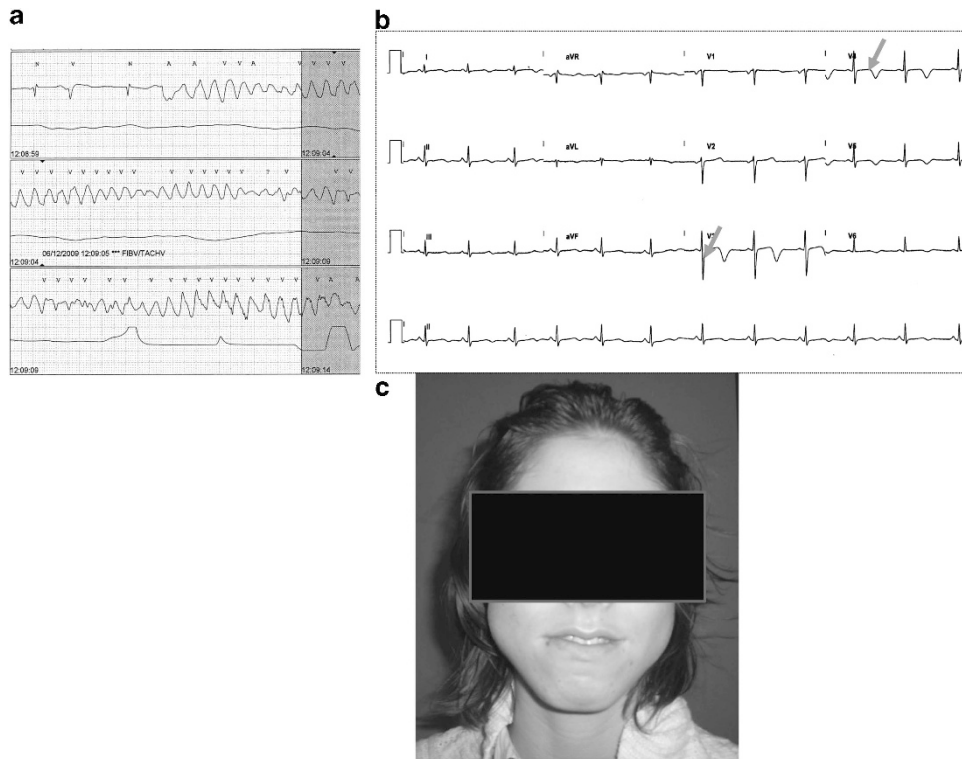 a
N V N A A V V A V V V V
12:08:59 12:09:04
V V V V V V V V V V V V V V V V ? V V V
06/12/2009 12:09:05 *** FIBV/TACHV
12:09:04 12:09:09
V V V V V V V V V V V V V V V V V A A
12:09:09 12:09:14
b
I aVR V1 V4
II aVL V2 V5
III aVF
V6
II
c